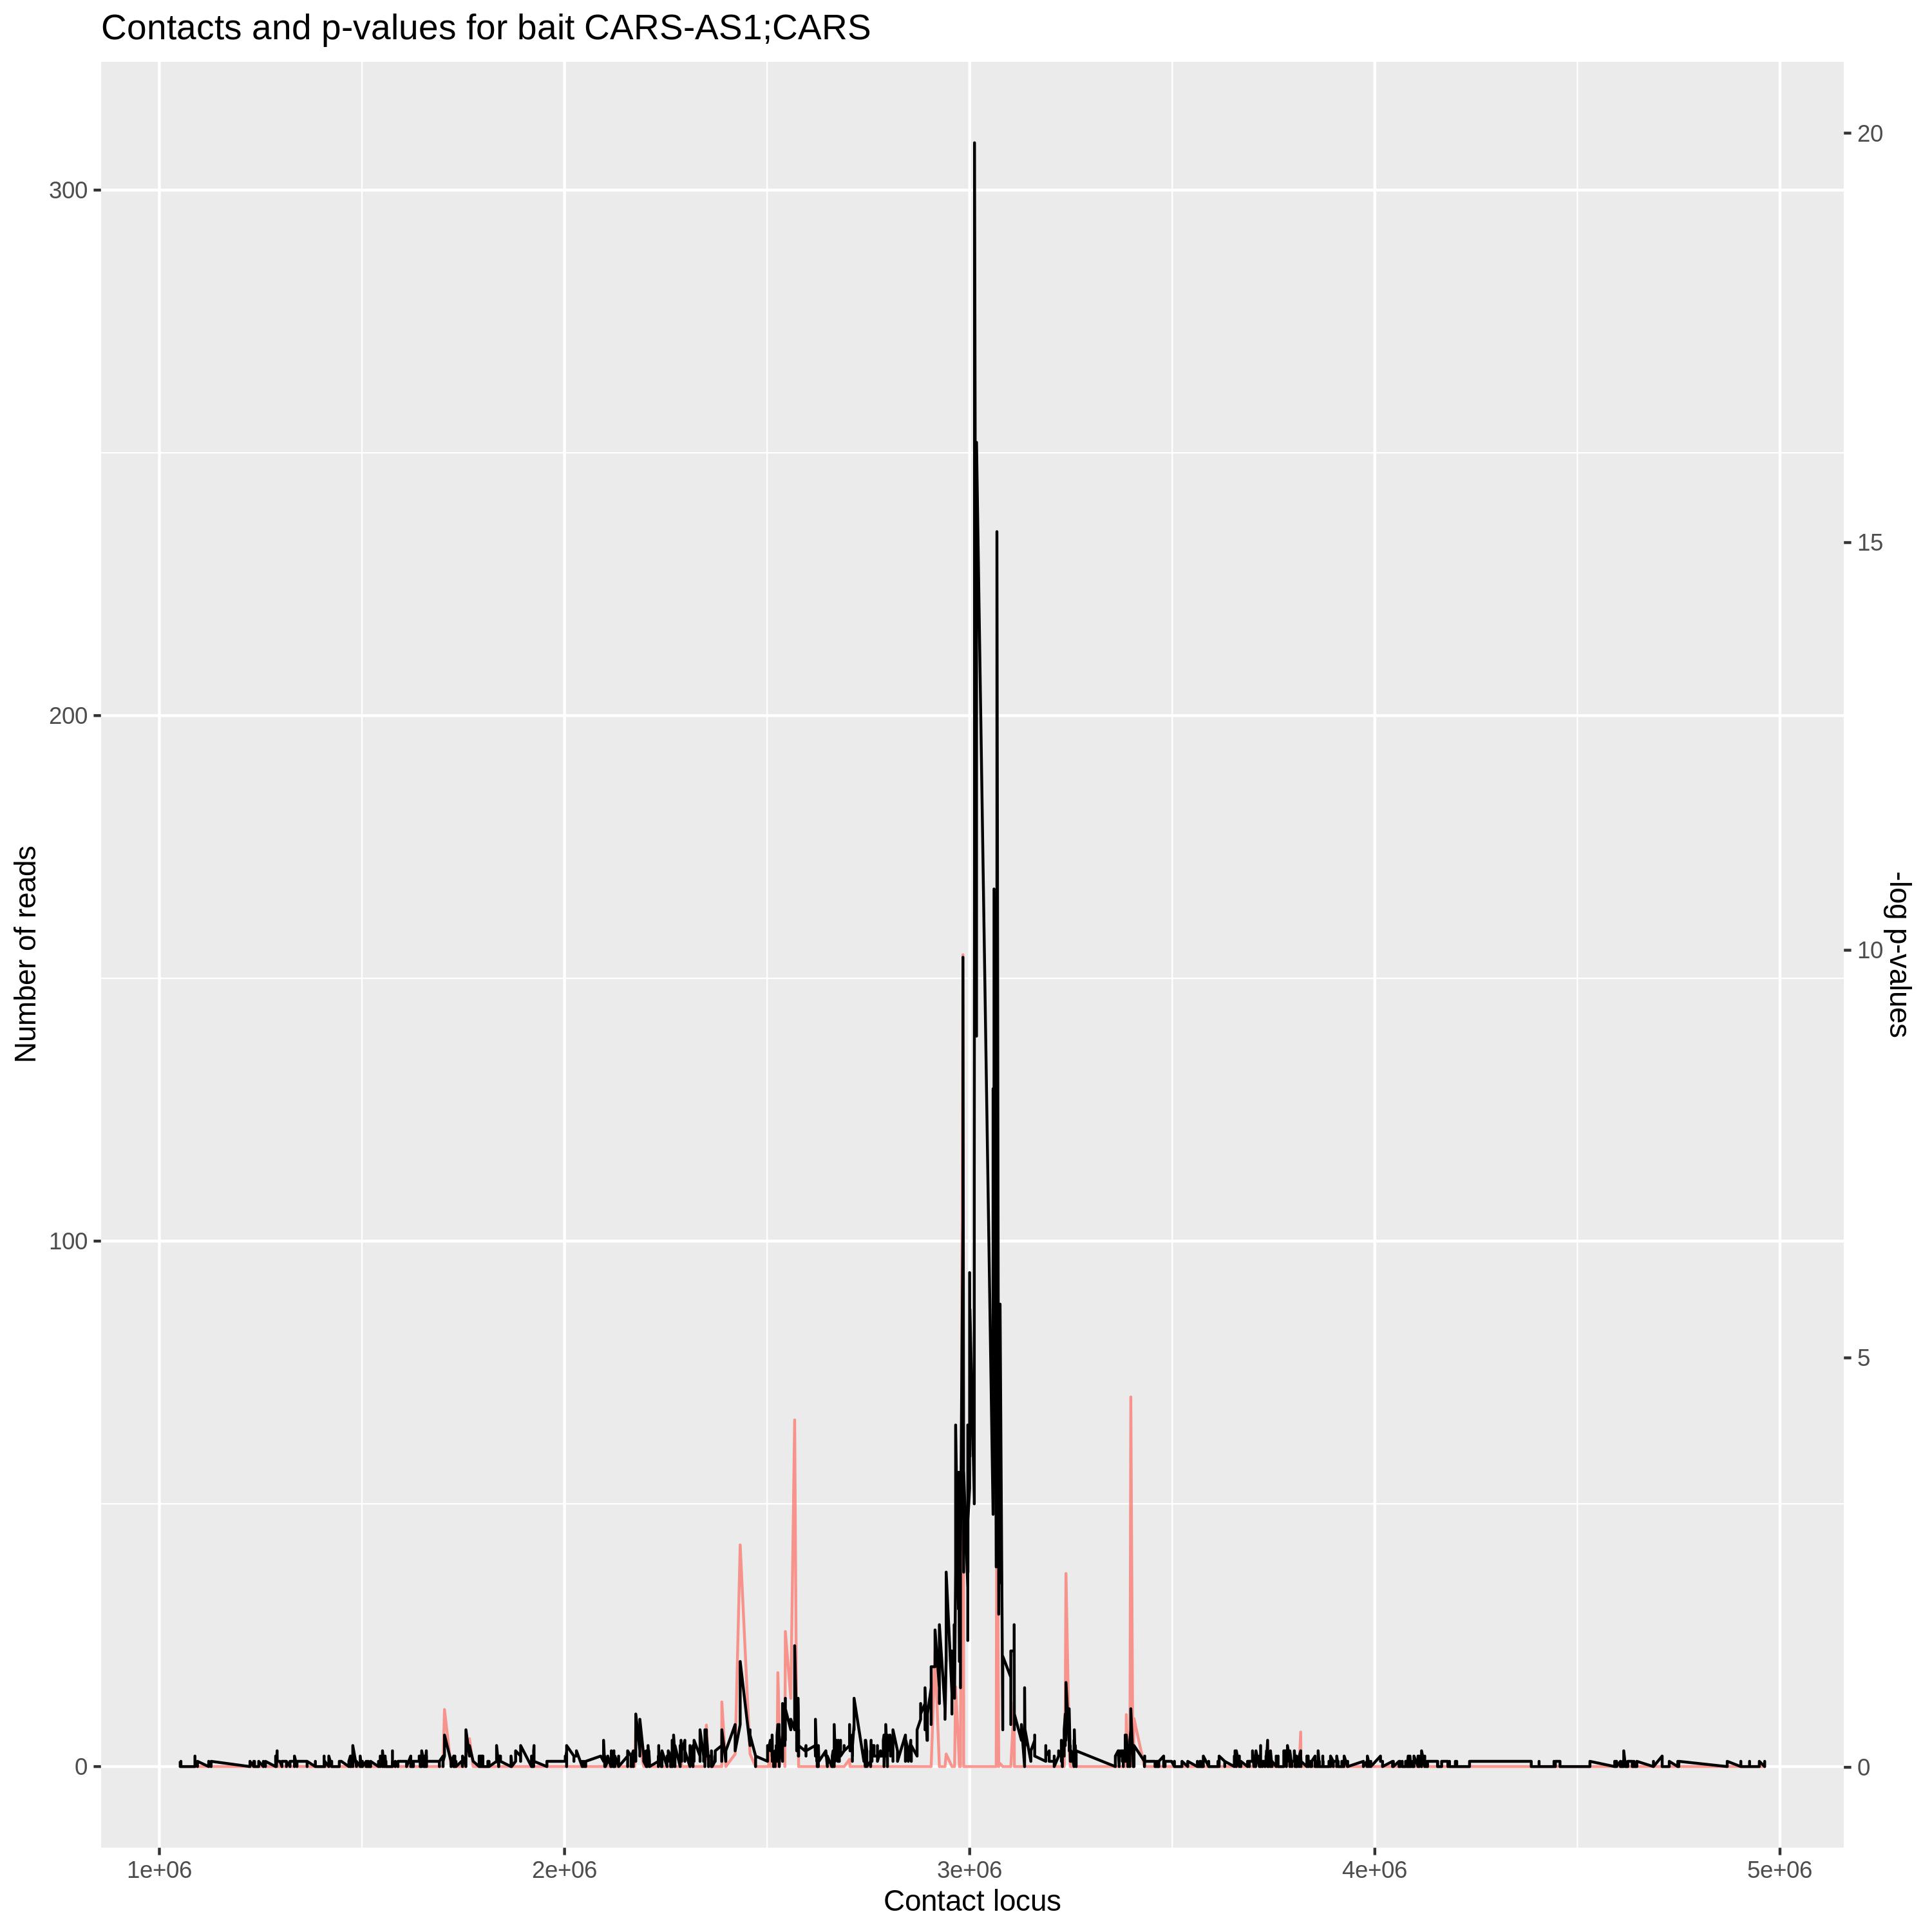 Contacts and p-values for bait CARS-AS1;CARS
300
200
100
0
Number of reads
20
15
10
5
0
-log p-values
1e+06
2e+06
3e+06
4e+06
5e+06
Contact locus